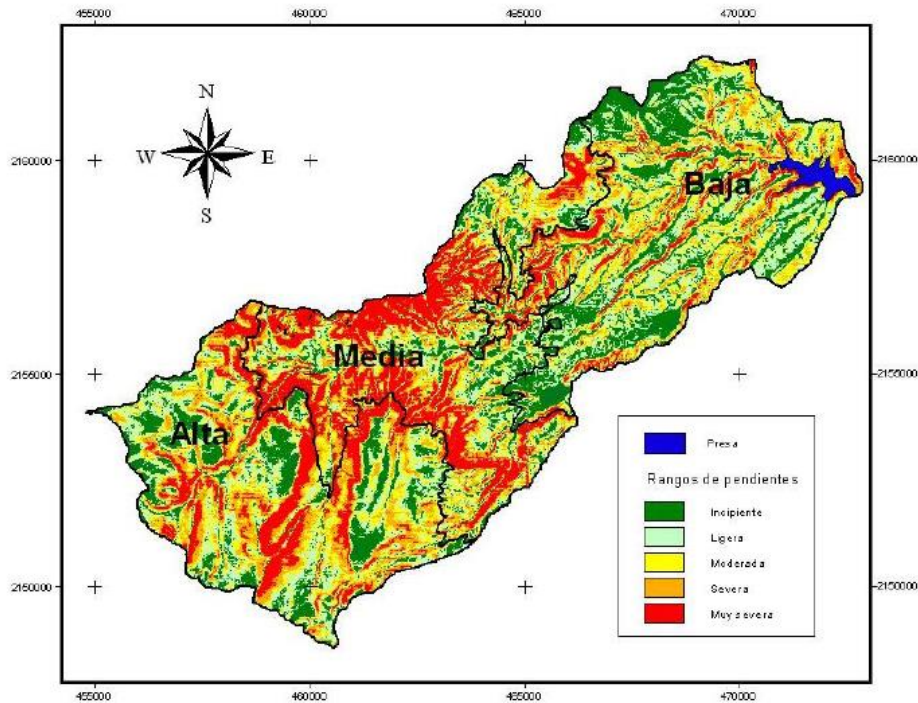 455000 460000 465000 470000
N
W E
S
2160000 2160000
Baja
Media
2155000 2155000
Alta
Presa
Rangos de pendientes
Incipiente
Ligera
Moderada
Severa
Muy severa
2150000 2150000
455000 460000 465000 470000